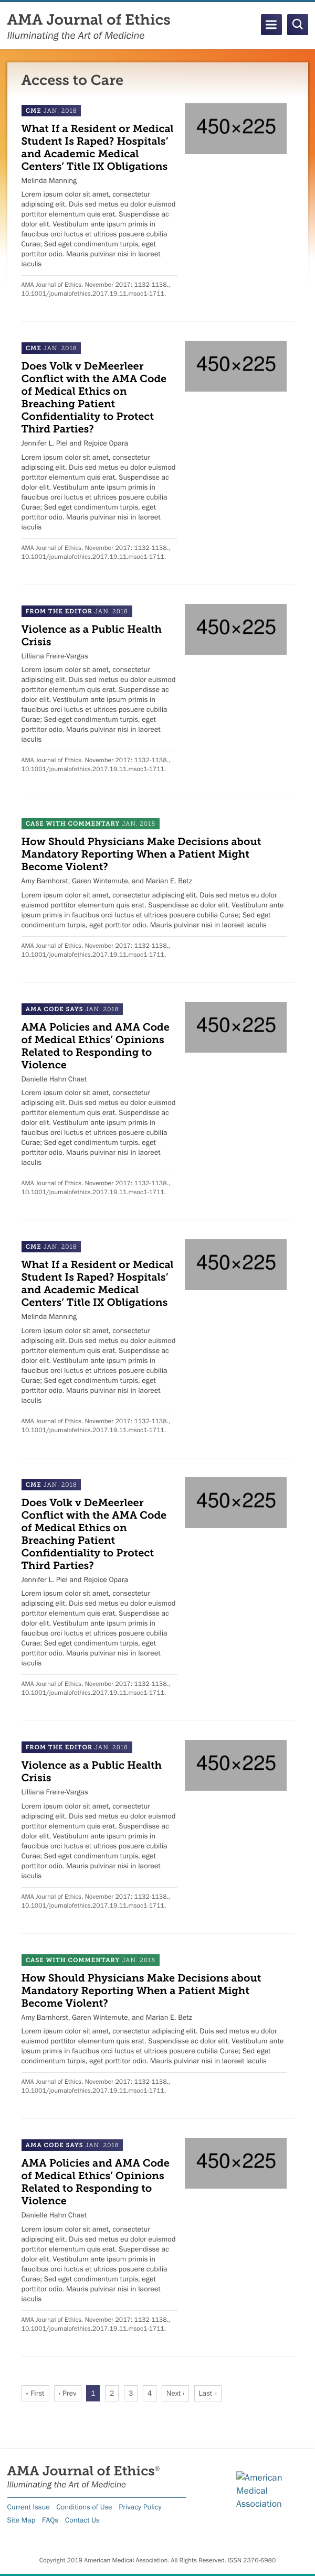 AMA Journal of Ethics
Illuminating the Art of Medicine
Access to Care
CME JAN. 2018
450×225
What If a Resident or Medical
Student Is Raped? Hospitals’
and Academic Medical
Centers’ Title IX Obligations
Melinda Manning
Lorem ipsum dolor sit amet, consectetur
adipiscing elit. Duis sed metus eu dolor euismod
porttitor elementum quis erat. Suspendisse ac
dolor elit. Vestibulum ante ipsum primis in
faucibus orci luctus et ultrices posuere cubilia
Curae; Sed eget condimentum turpis, eget
porttitor odio. Mauris pulvinar nisi in laoreet
iaculis
AMA Journal of Ethics. November 2017: 1132-1138.,
10.1001/journalofethics.2017.19.11.msoc1-1711.
CME JAN. 2018
450×225
Does Volk v DeMeerleer
Conflict with the AMA Code
of Medical Ethics on
Breaching Patient
Confidentiality to Protect
Third Parties?
Jennifer L. Piel and Rejoice Opara
Lorem ipsum dolor sit amet, consectetur
adipiscing elit. Duis sed metus eu dolor euismod
porttitor elementum quis erat. Suspendisse ac
dolor elit. Vestibulum ante ipsum primis in
faucibus orci luctus et ultrices posuere cubilia
Curae; Sed eget condimentum turpis, eget
porttitor odio. Mauris pulvinar nisi in laoreet
iaculis
AMA Journal of Ethics. November 2017: 1132-1138.,
10.1001/journalofethics.2017.19.11.msoc1-1711.
FROM THE EDITOR JAN. 2018
450×225
Violence as a Public Health
Crisis
Lilliana Freire-Vargas
Lorem ipsum dolor sit amet, consectetur
adipiscing elit. Duis sed metus eu dolor euismod
porttitor elementum quis erat. Suspendisse ac
dolor elit. Vestibulum ante ipsum primis in
faucibus orci luctus et ultrices posuere cubilia
Curae; Sed eget condimentum turpis, eget
porttitor odio. Mauris pulvinar nisi in laoreet
iaculis
AMA Journal of Ethics. November 2017: 1132-1138.,
10.1001/journalofethics.2017.19.11.msoc1-1711.
CASE WITH COMMENTARY JAN. 2018
How Should Physicians Make Decisions about
Mandatory Reporting When a Patient Might
Become Violent?
Amy Barnhorst, Garen Wintemute, and Marian E. Betz
Lorem ipsum dolor sit amet, consectetur adipiscing elit. Duis sed metus eu dolor
euismod porttitor elementum quis erat. Suspendisse ac dolor elit. Vestibulum ante
ipsum primis in faucibus orci luctus et ultrices posuere cubilia Curae; Sed eget
condimentum turpis, eget porttitor odio. Mauris pulvinar nisi in laoreet iaculis
AMA Journal of Ethics. November 2017: 1132-1138.,
10.1001/journalofethics.2017.19.11.msoc1-1711.
AMA CODE SAYS JAN. 2018
450×225
AMA Policies and AMA Code
of Medical Ethics’ Opinions
Related to Responding to
Violence
Danielle Hahn Chaet
Lorem ipsum dolor sit amet, consectetur
adipiscing elit. Duis sed metus eu dolor euismod
porttitor elementum quis erat. Suspendisse ac
dolor elit. Vestibulum ante ipsum primis in
faucibus orci luctus et ultrices posuere cubilia
Curae; Sed eget condimentum turpis, eget
porttitor odio. Mauris pulvinar nisi in laoreet
iaculis
AMA Journal of Ethics. November 2017: 1132-1138.,
10.1001/journalofethics.2017.19.11.msoc1-1711.
CME JAN. 2018
450×225
What If a Resident or Medical
Student Is Raped? Hospitals’
and Academic Medical
Centers’ Title IX Obligations
Melinda Manning
Lorem ipsum dolor sit amet, consectetur
adipiscing elit. Duis sed metus eu dolor euismod
porttitor elementum quis erat. Suspendisse ac
dolor elit. Vestibulum ante ipsum primis in
faucibus orci luctus et ultrices posuere cubilia
Curae; Sed eget condimentum turpis, eget
porttitor odio. Mauris pulvinar nisi in laoreet
iaculis
AMA Journal of Ethics. November 2017: 1132-1138.,
10.1001/journalofethics.2017.19.11.msoc1-1711.
CME JAN. 2018
450×225
Does Volk v DeMeerleer
Conflict with the AMA Code
of Medical Ethics on
Breaching Patient
Confidentiality to Protect
Third Parties?
Jennifer L. Piel and Rejoice Opara
Lorem ipsum dolor sit amet, consectetur
adipiscing elit. Duis sed metus eu dolor euismod
porttitor elementum quis erat. Suspendisse ac
dolor elit. Vestibulum ante ipsum primis in
faucibus orci luctus et ultrices posuere cubilia
Curae; Sed eget condimentum turpis, eget
porttitor odio. Mauris pulvinar nisi in laoreet
iaculis
AMA Journal of Ethics. November 2017: 1132-1138.,
10.1001/journalofethics.2017.19.11.msoc1-1711.
FROM THE EDITOR JAN. 2018
450×225
Violence as a Public Health
Crisis
Lilliana Freire-Vargas
Lorem ipsum dolor sit amet, consectetur
adipiscing elit. Duis sed metus eu dolor euismod
porttitor elementum quis erat. Suspendisse ac
dolor elit. Vestibulum ante ipsum primis in
faucibus orci luctus et ultrices posuere cubilia
Curae; Sed eget condimentum turpis, eget
porttitor odio. Mauris pulvinar nisi in laoreet
iaculis
AMA Journal of Ethics. November 2017: 1132-1138.,
10.1001/journalofethics.2017.19.11.msoc1-1711.
CASE WITH COMMENTARY JAN. 2018
How Should Physicians Make Decisions about
Mandatory Reporting When a Patient Might
Become Violent?
Amy Barnhorst, Garen Wintemute, and Marian E. Betz
Lorem ipsum dolor sit amet, consectetur adipiscing elit. Duis sed metus eu dolor
euismod porttitor elementum quis erat. Suspendisse ac dolor elit. Vestibulum ante
ipsum primis in faucibus orci luctus et ultrices posuere cubilia Curae; Sed eget
condimentum turpis, eget porttitor odio. Mauris pulvinar nisi in laoreet iaculis
AMA Journal of Ethics. November 2017: 1132-1138.,
10.1001/journalofethics.2017.19.11.msoc1-1711.
AMA CODE SAYS JAN. 2018
450×225
AMA Policies and AMA Code
of Medical Ethics’ Opinions
Related to Responding to
Violence
Danielle Hahn Chaet
Lorem ipsum dolor sit amet, consectetur
adipiscing elit. Duis sed metus eu dolor euismod
porttitor elementum quis erat. Suspendisse ac
dolor elit. Vestibulum ante ipsum primis in
faucibus orci luctus et ultrices posuere cubilia
Curae; Sed eget condimentum turpis, eget
porttitor odio. Mauris pulvinar nisi in laoreet
iaculis
AMA Journal of Ethics. November 2017: 1132-1138.,
10.1001/journalofethics.2017.19.11.msoc1-1711.
« First ‹ Prev 1 2 3 4 Next › Last »
AMA Journal of Ethics®
Illuminating the Art of Medicine
American
Medical
Association
Current Issue Conditions of Use Privacy Policy
Site Map FAQs Contact Us
Copyright 2019 American Medical Association. All Rights Reserved. ISSN 2376-6980